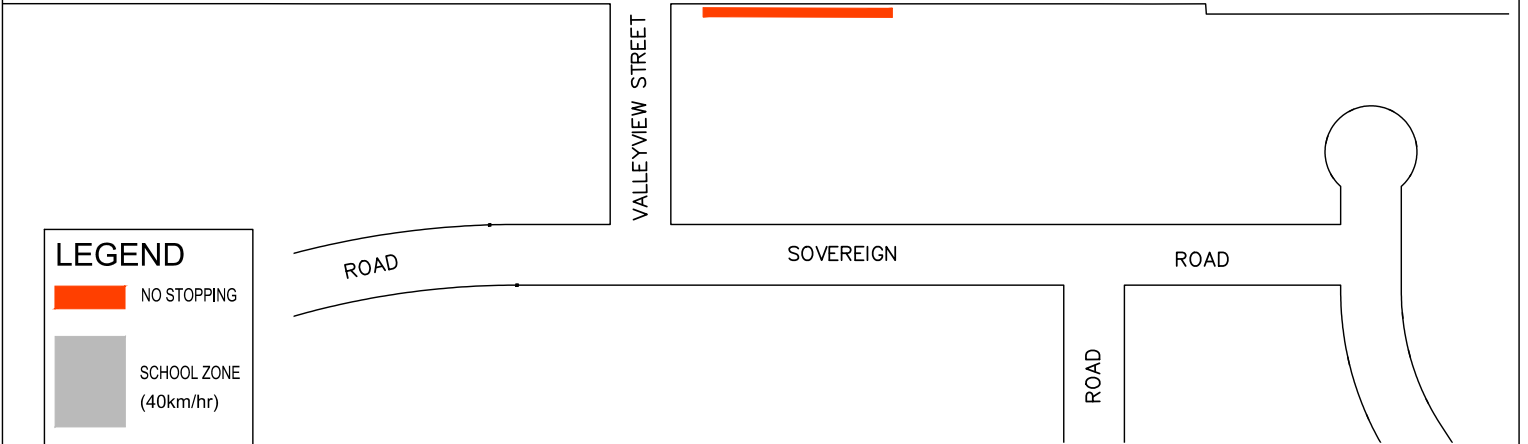 VALLEYVIEW STREET
SOVEREIGN
ROAD
ROAD
ROAD
LEGEND
NO STOPPING
SCHOOL ZONE
(40km/hr)